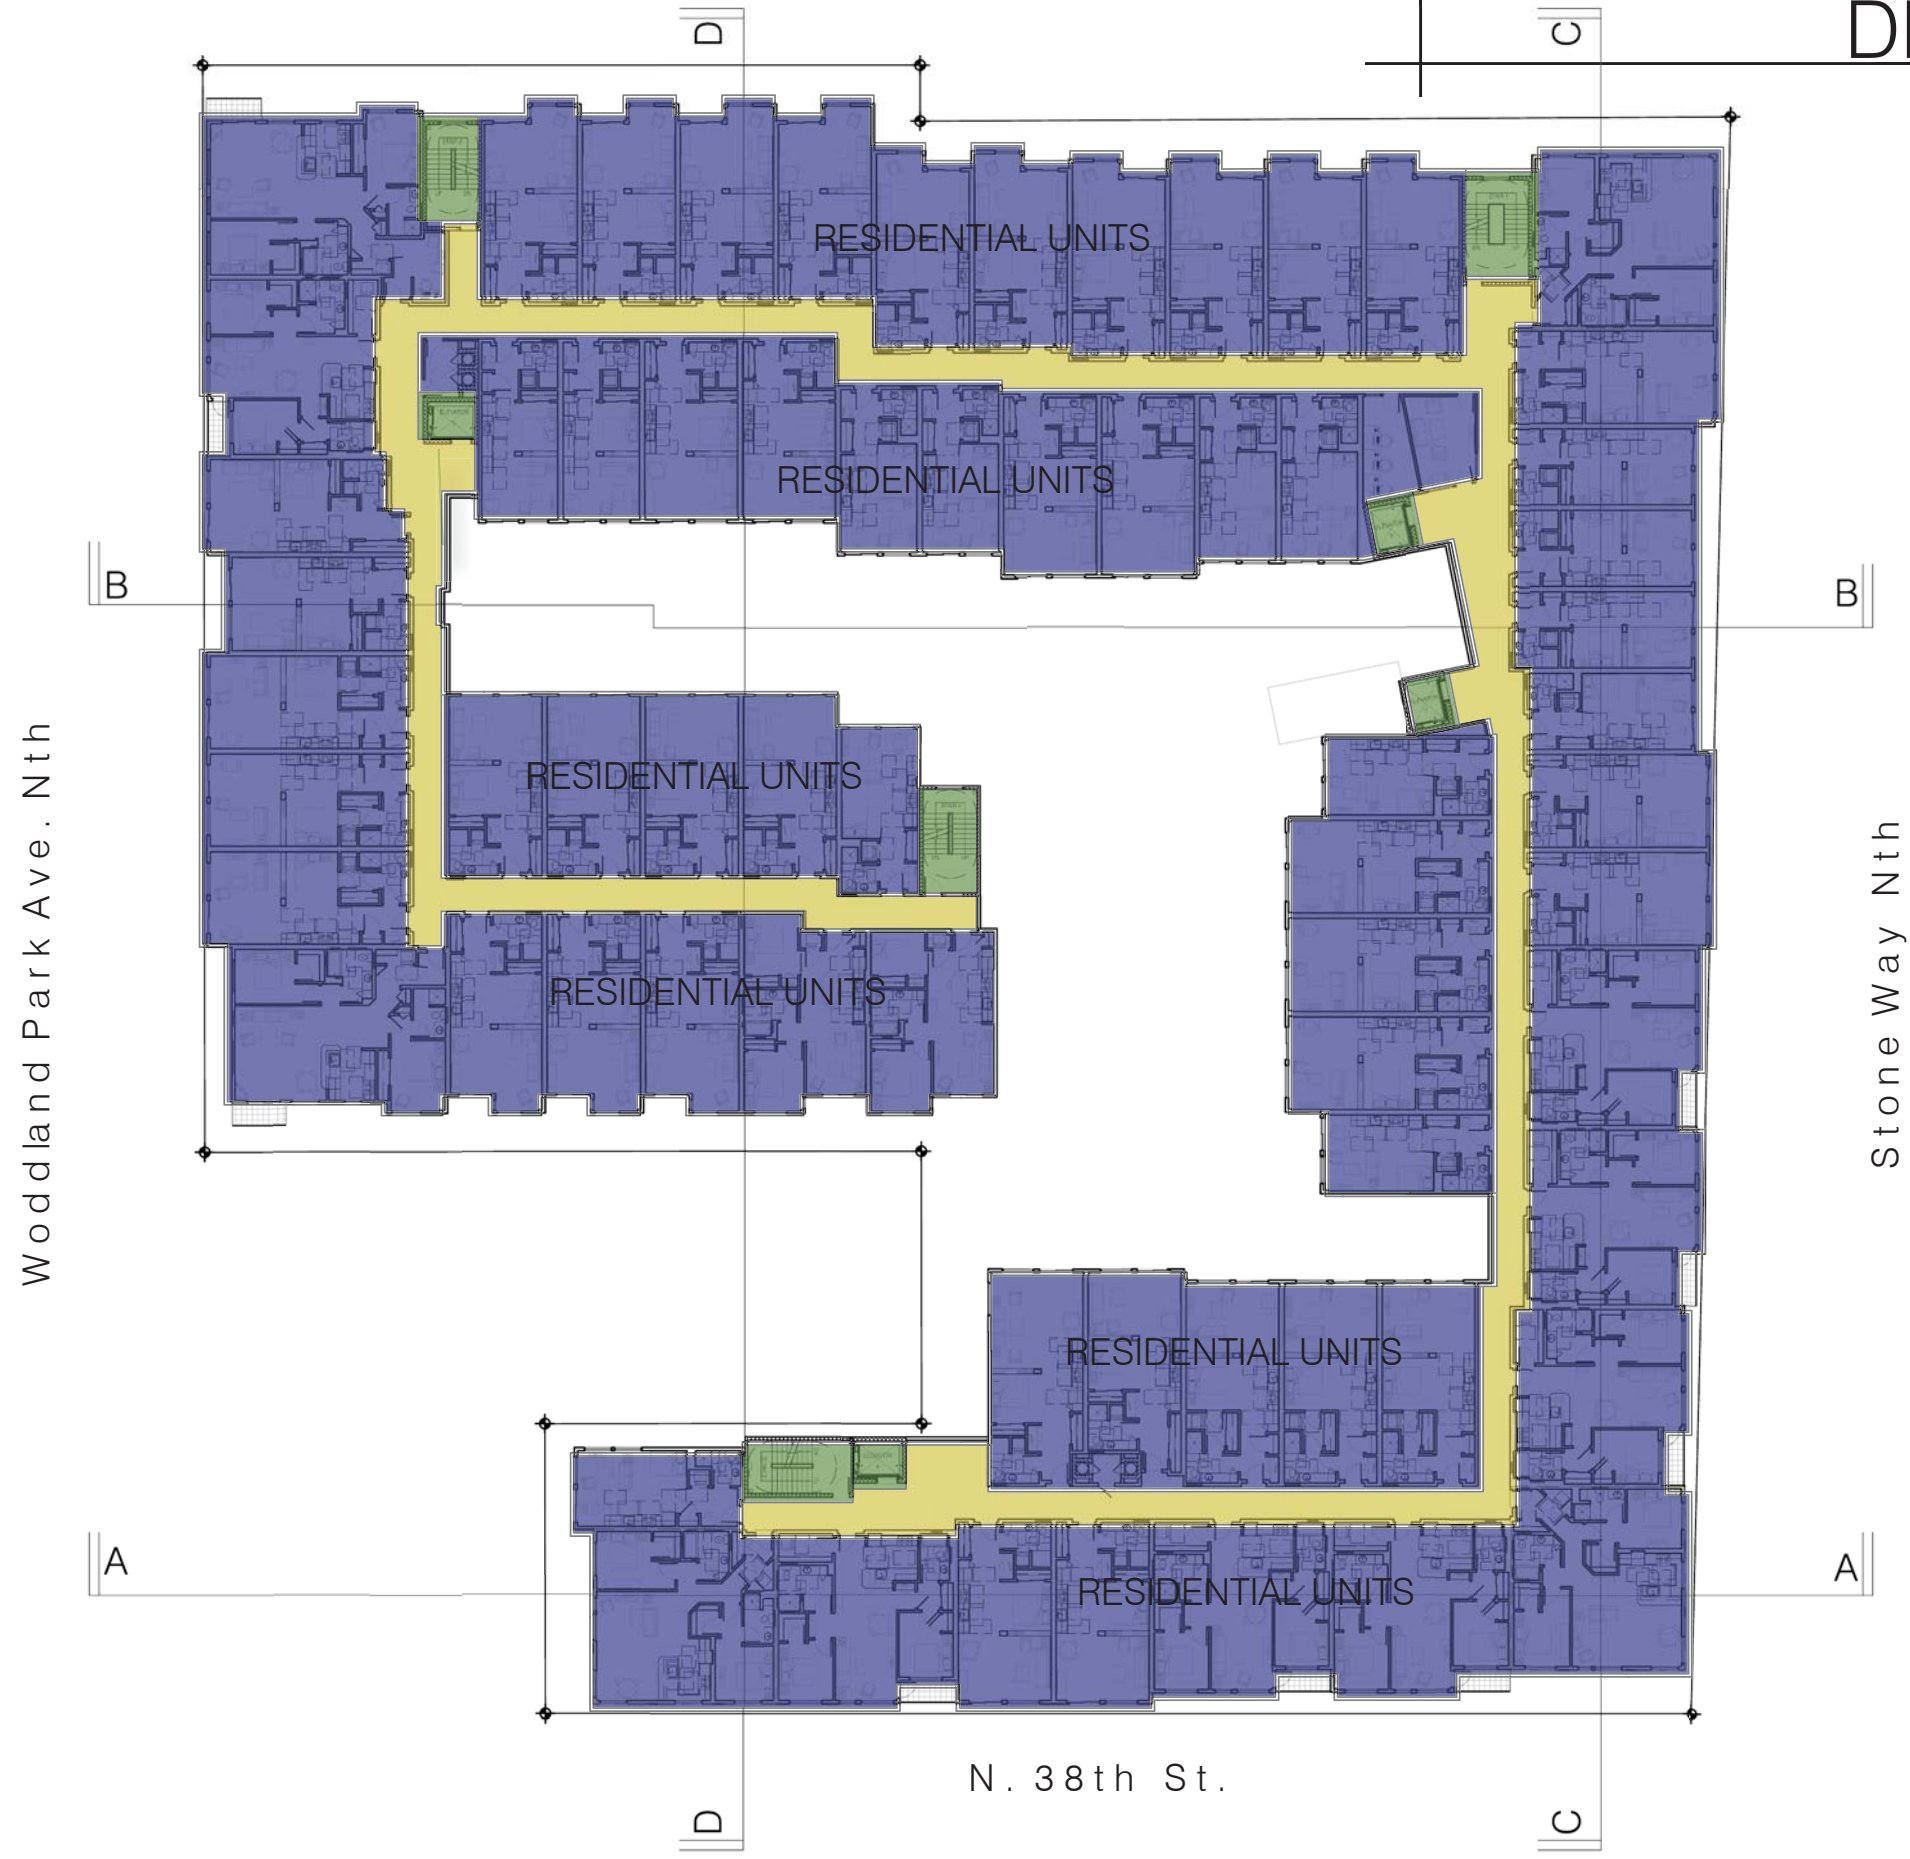 D
C
RESIDENTIAL UNITS
RESIDENTIAL UNITS
B
B
RESIDENTIAL UNITS
Woddland Park Ave. Nth
Stone Way Nth
RESIDENTIAL UNITS
RESIDENTIAL UNITS
A
A
RESIDENTIAL UNITS
N. 38th St.
D
C